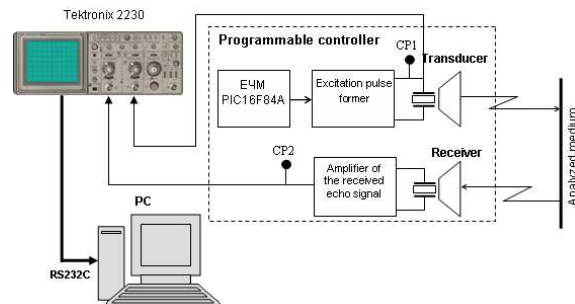 Tektronix 2230
Programmable controller
CP1
Transducer
ЕЧМ
PIC16F84A
Excitation pulse
former
CP2
Amplifier of
the received
echo signal
Receiver
Analyzed medium
PC
RS232C